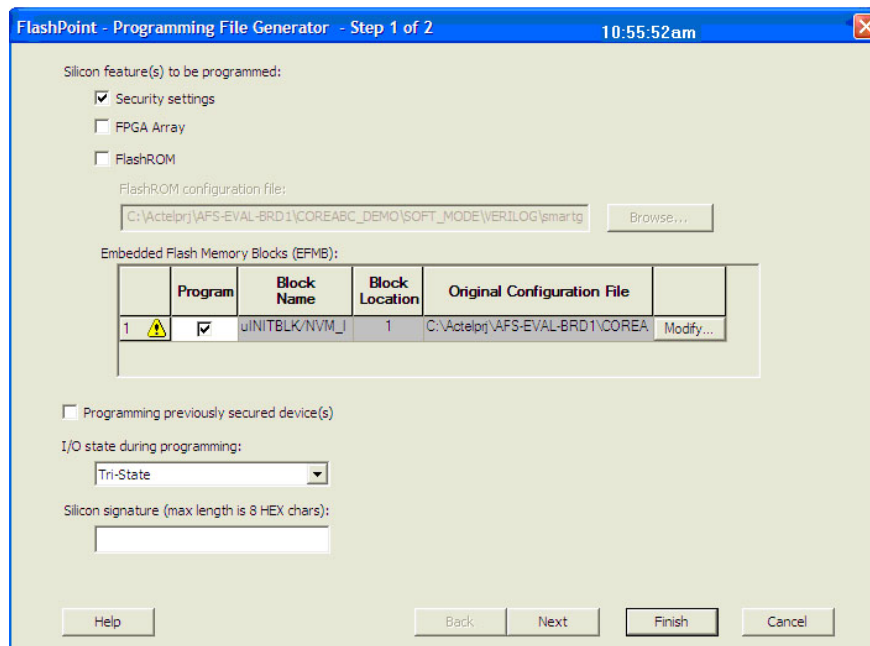 FlashPoint - Programming File Generator - Step 1 of 2 10:55:52am
Silicon feature(s) to be programmed:
Security settings
FPGA Array
FlashROM
FlashROM configuration file:
C:\Actelprj\AFS-EVAL-BRD1\COREABC_DEMO\SOFT_MODE\VERILOG\smartg Browse...
Embedded Flash Memory Blocks (EFMB):
Program Block Name Block Location Original Configuration File
1 uINITBLK/NVM_I 1 C:\Actelprj\AFS-EVAL-BRD1\COREA Modify...
Programming previously secured device(s)
I/O state during programming:
Tri-State
Silicon signature (max length is 8 HEX chars):
Help Back Next Finish Cancel